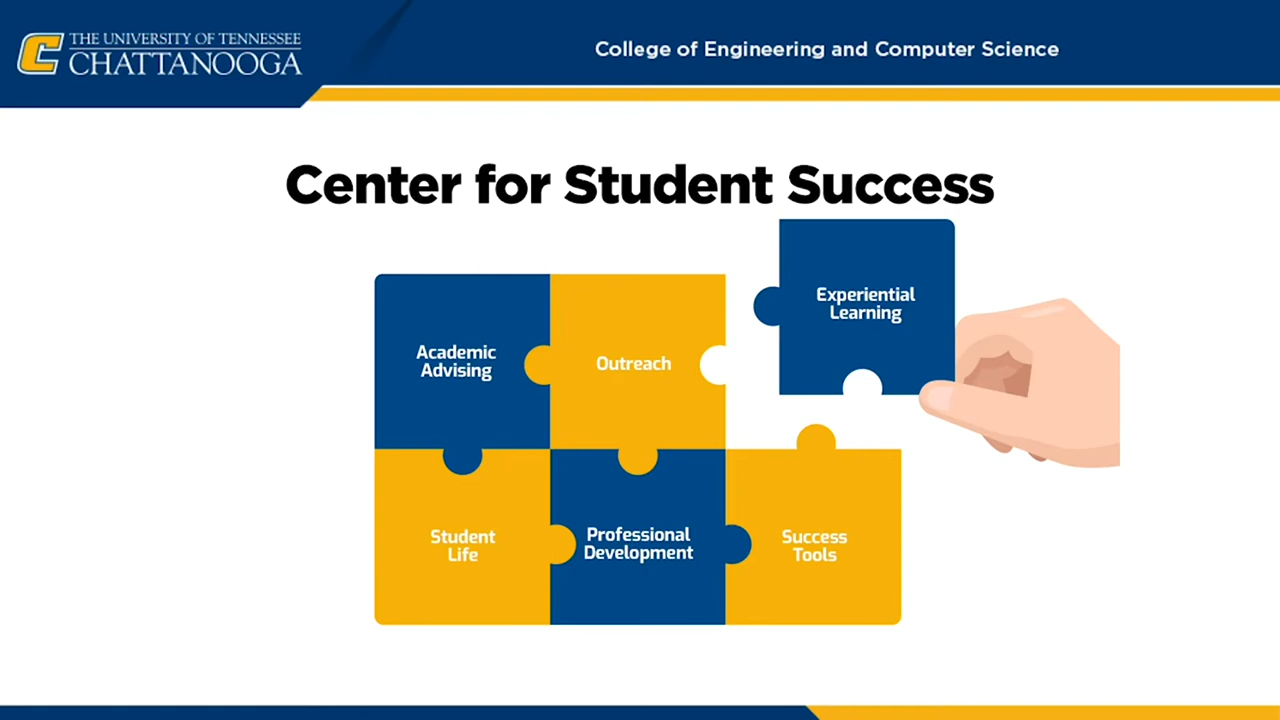 THE UNIVERSITY OF TENNESSEE
CHATTANOOGA
College of Engineering and Computer Science
Center for Student Success
Experiential
Learning
Academic
Advising
Outreach
Student
Life
Professional
Development
Success
Tools